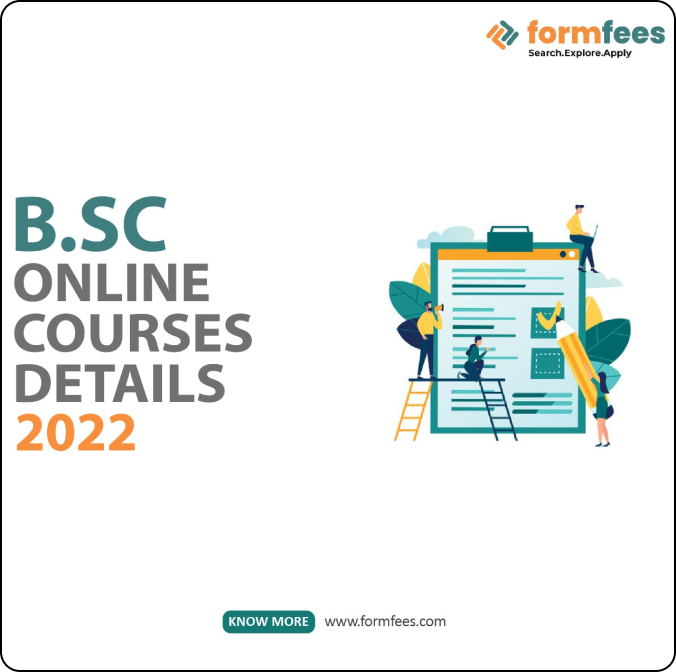 formfees
Search.Explore.Apply
B.SC
ONLINE
COURSES
DETAILS
2022
KNOW MORE www.formfees.com